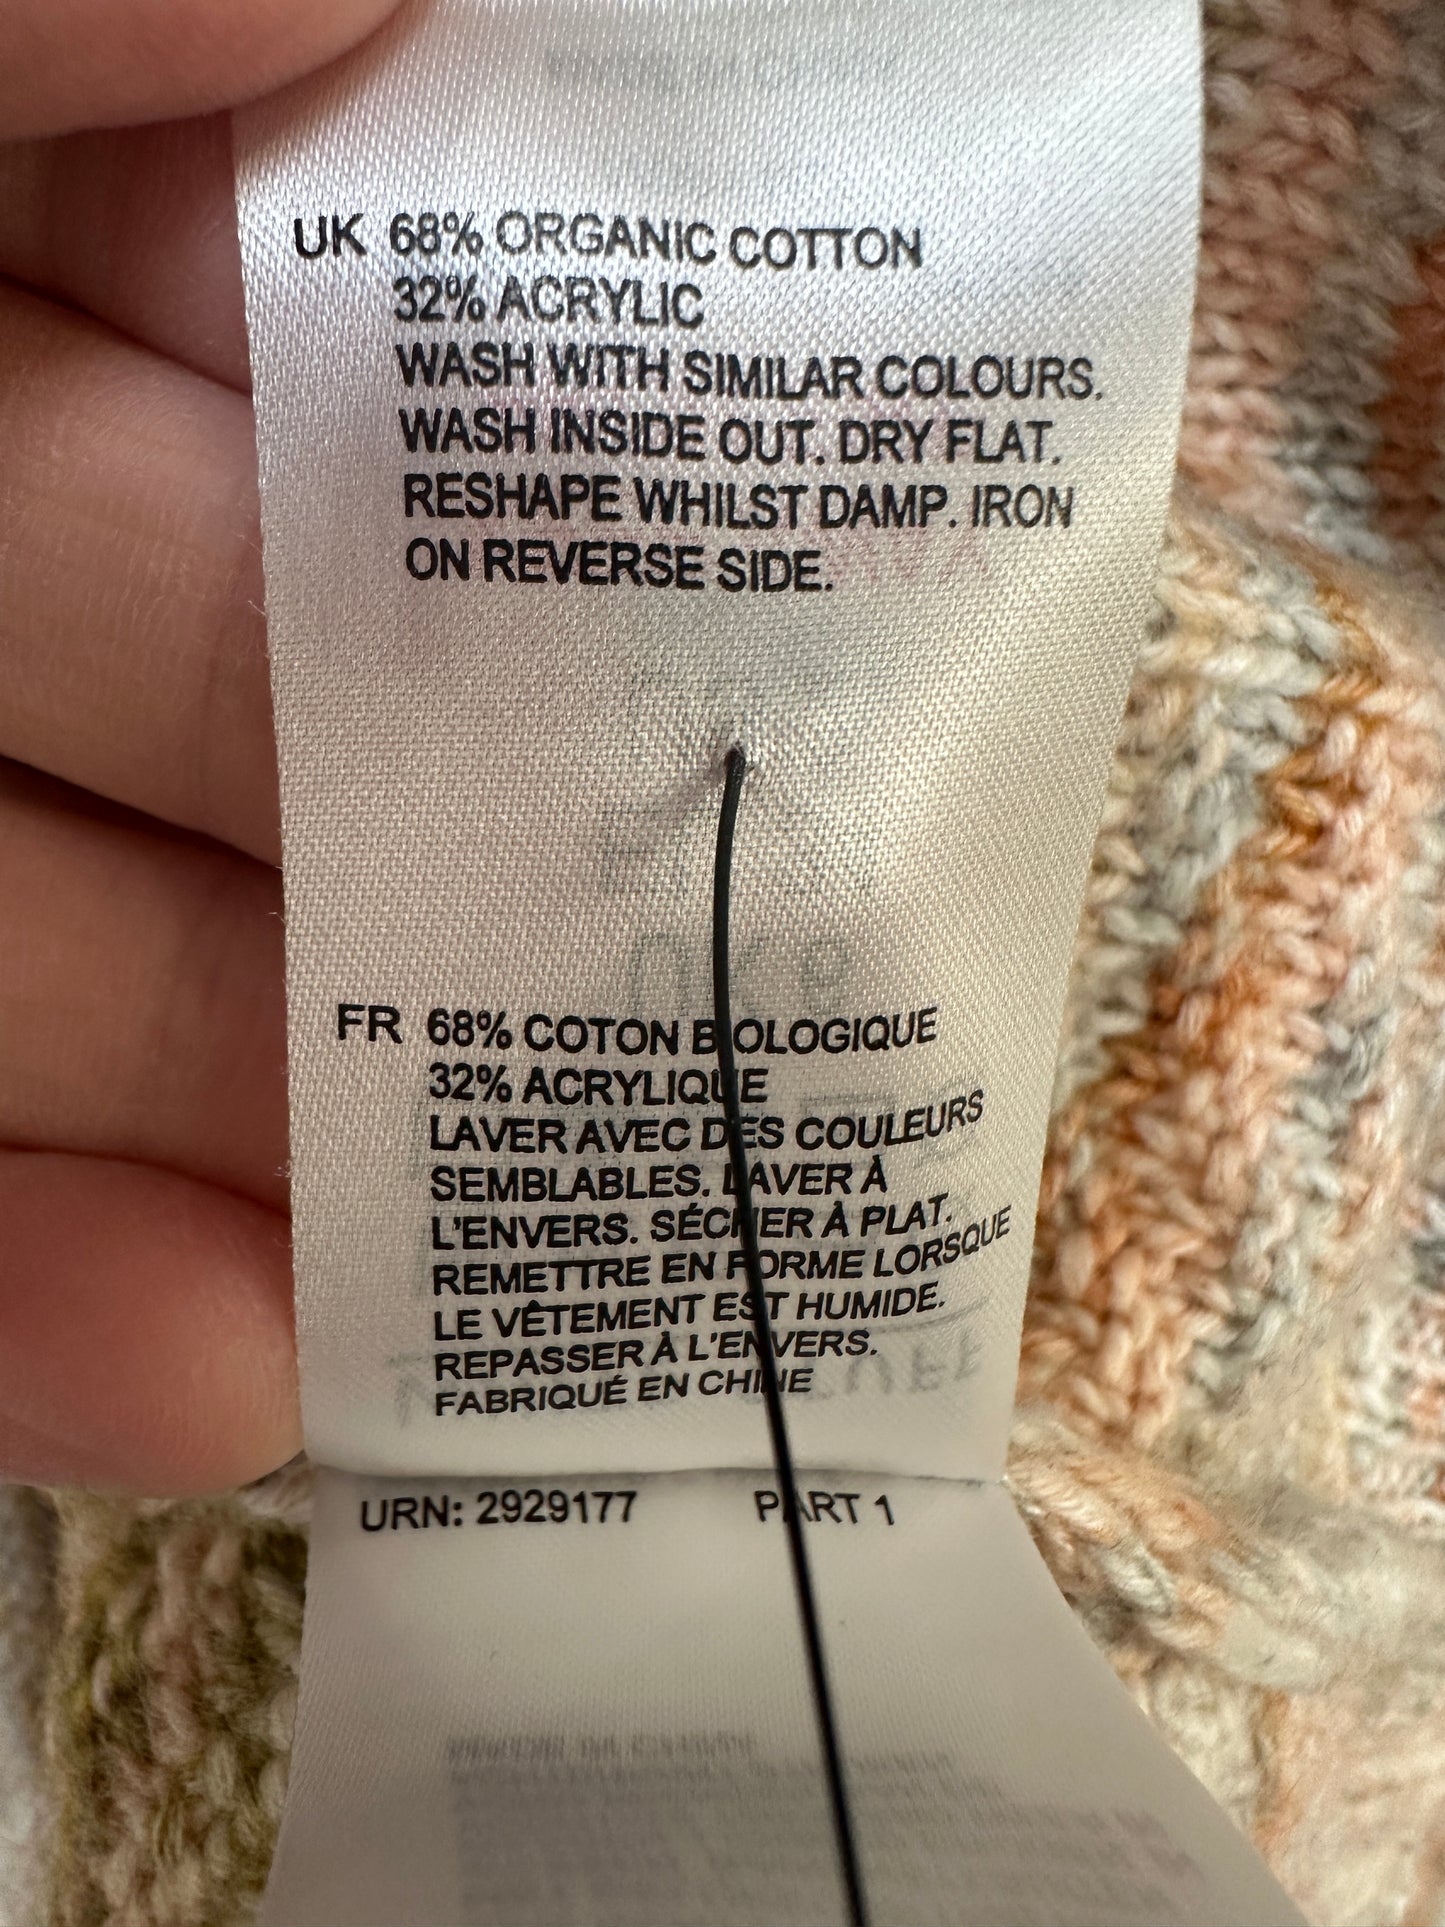 UK 68% ORGANIC COTTON
32% ACRYLIC
WASH WITH SIMILAR COLOURS.
WASH INSIDE OUT. DRY FLAT.
RESHAPE WHILST DAMP. IRON
ON REVERSE SIDE.
FR 68% COTON BIOLOGIQUE
32% ACRYLIQUE
LAVER AVEC DES COULEURS
SEMBLABLES. LAVER À
L'ENVERS. SÉCHER À PLAT.
REMETTRE EN FORME LORSQUE
LE VÊTEMENT EST HUMIDE.
REPASSER À L'ENVERS.
FABRIQUÉ EN CHINE
URN: 2929177 PART 1